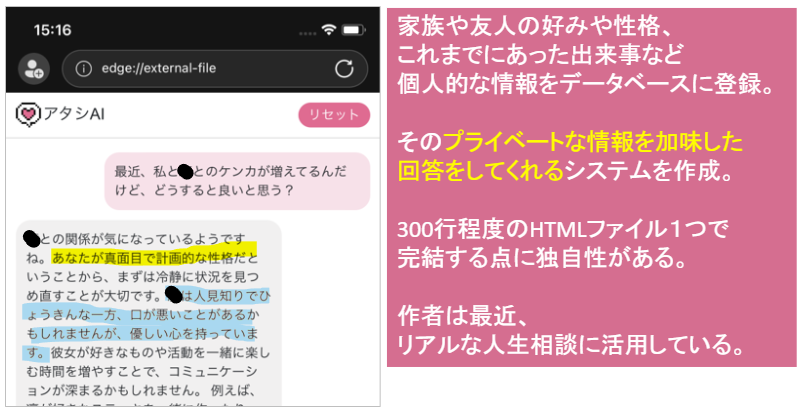 15:16
edge://external-file
アタシAI
リセット
最近、私と とのケンカが増えてるんだ
けど、どうすると良いと思う？
との関係が気になっているようです
ね。あなたが真面目で計画的な性格だと
いうことから、まずは冷静に状況を見つ
め直すことが大切です。 は人見知りでひ
ょうきんな一方、口が悪いことがあるか
もしれませんが、優しい心を持っていま
す。彼女が好きなものや活動を一緒に楽し
む時間を増やすことで、コミュニケーシ
ョンが深まるかもしれません。 例えば、
家族や友人の好みや性格、
これまでにあった出来事など
個人的な情報をデータベースに登録。
そのプライベートな情報を加味した
回答をしてくれるシステムを作成。
300行程度のHTMLファイル１つで
完結する点に独自性がある。
作者は最近、
リアルな人生相談に活用している。